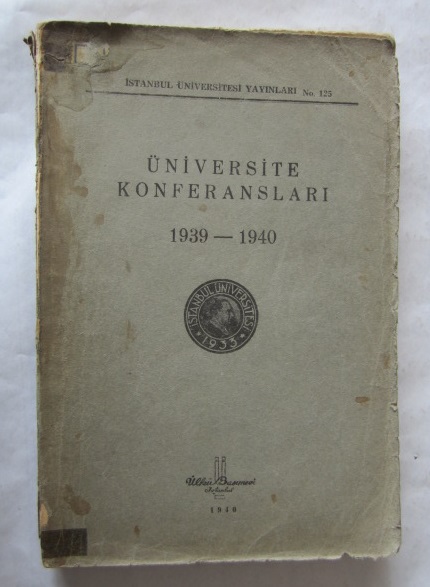 İSTANBUL ÜNİVERSİTESİ YAYINLARI No. 125
ÜNİVERSİTE
KONFERANSLARI
1939 — 1940
İSTANBUL ÜNİVERSİTESİ
* 1933 *
Ülkü Basımevi
İstanbul
1940